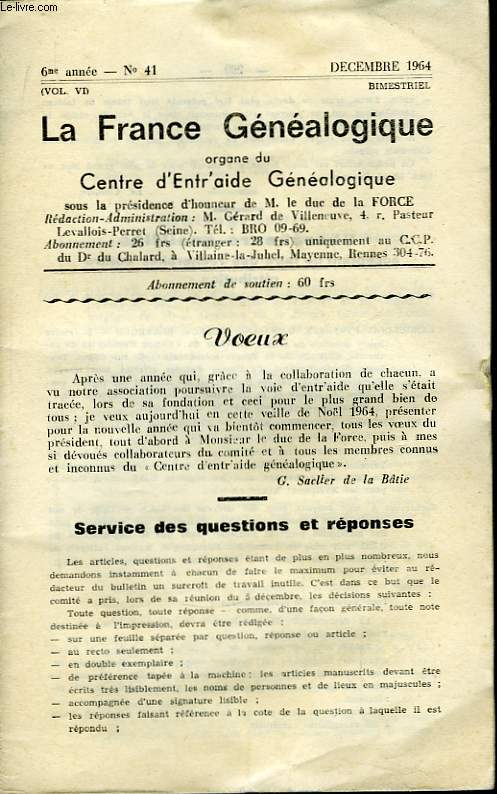 Le-livre.com
6me année — No 41
DECEMBRE 1964
(VOL. VI)
BIMESTRIEL
La France Généalogique
organe du
Centre d'Entr'aide Généalogique
sous la présidence d'honneur de M. le duc de la FORCE
Rédaction-Administration : M. Gérard de Villeneuve, 4. r. Pasteur
Levallois-Perret (Seine). Tél. : BRO 09-69.
Abonnement : 26 frs (étranger : 28 frs) uniquement au C.C.P.
du Dr du Chalard, à Villaine-la-Juhel, Mayenne, Rennes 304-76.
Abonnement de soutien : 60 frs
Voeux
Après une année qui, grâce à la collaboration de chacun, a
vu notre association poursuivre la voie d'entr'aide qu'elle s'était
tracée, lors de sa fondation et ceci pour le plus grand bien de
tous ; je veux aujourd'hui en cette veille de Noël 1964, présenter
pour la nouvelle année qui va bientôt commencer, tous les vœux du
président, tout d'abord à Monsieur le duc de la Force, puis à mes
si dévoués collaborateurs du comité et à tous les membres connus
et inconnus du « Centre d'entr'aide généalogique ».
G. Saclier de la Bâtie
Service des questions et réponses
Les articles, questions et réponses étant de plus en plus nombreux, nous
demandons instamment à chacun de faire le maximum pour éviter au ré-
dacteur du bulletin un surcroît de travail inutile. C'est dans ce but que le
comité a pris, lors de sa réunion du 5 décembre, les décisions suivantes :
Toute question, toute réponse — comme, d'une façon générale, toute note
destinée à l'impression, devra être rédigée :
— sur une feuille séparée par question, réponse ou article ;
— au recto seulement ;
— en double exemplaire ;
— de préférence tapée à la machine ; les articles manuscrits devant être
écrits très lisiblement, les noms de personnes et de lieux en majuscules ;
— accompagnée d'une signature lisible ;
— les réponses faisant référence à la cote de la question à laquelle il est
répondu ;